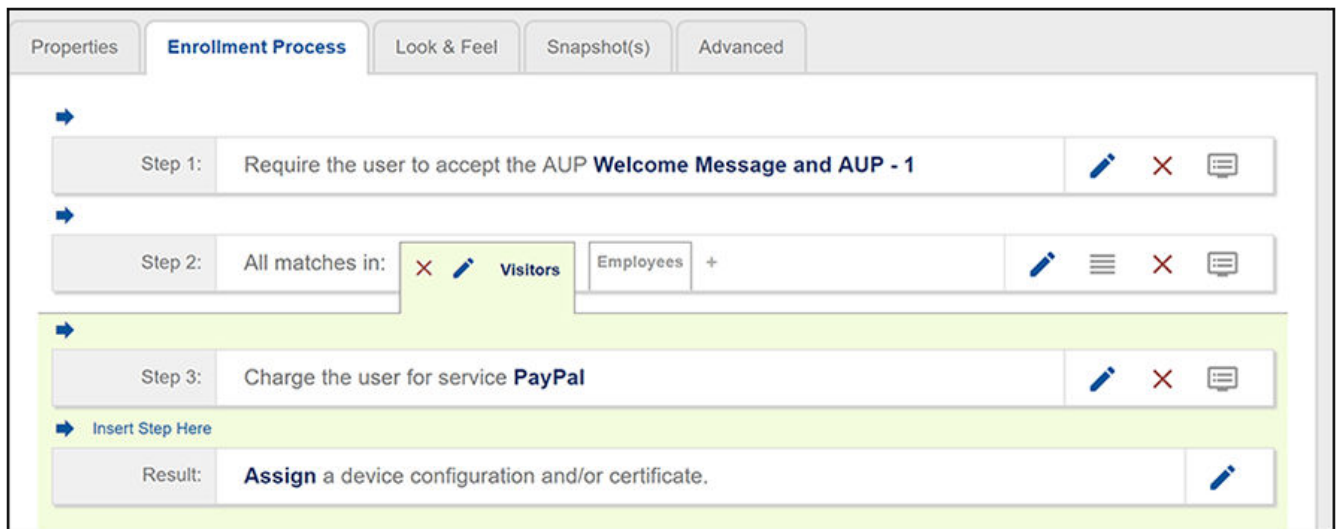 Properties Enrollment Process Look & Feel Snapshot(s) Advanced
Step 1: Require the user to accept the AUP Welcome Message and AUP - 1
Step 2: All matches in: Visitors Employees +
Step 3: Charge the user for service PayPal
Insert Step Here
Result: Assign a device configuration and/or certificate.